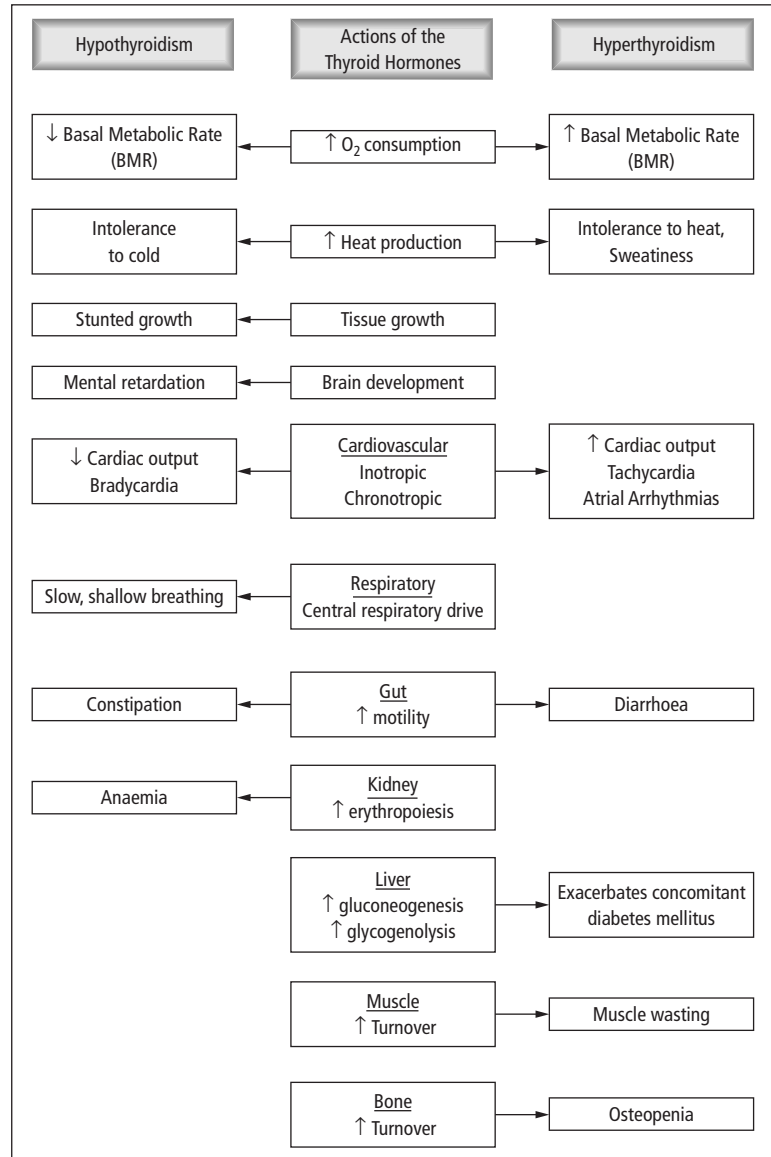 Hypothyroidism
Actions of the
Thyroid Hormones
Hyperthyroidism
↓ Basal Metabolic Rate
(BMR)
↑ O₂ consumption
↑ Basal Metabolic Rate
(BMR)
Intolerance
to cold
↑ Heat production
Intolerance to heat,
Sweatiness
Stunted growth
Tissue growth
Mental retardation
Brain development
↓ Cardiac output
Bradycardia
Cardiovascular
Inotropic
Chronotropic
↑ Cardiac output
Tachycardia
Atrial Arrhythmias
Slow, shallow breathing
Respiratory
Central respiratory drive
Constipation
Gut
↑ motility
Diarrhoea
Anaemia
Kidney
↑ erythropoiesis
Liver
↑ gluconeogenesis
↑ glycogenolysis
Exacerbates concomitant
diabetes mellitus
Muscle
↑ Turnover
Muscle wasting
Bone
↑ Turnover
Osteopenia